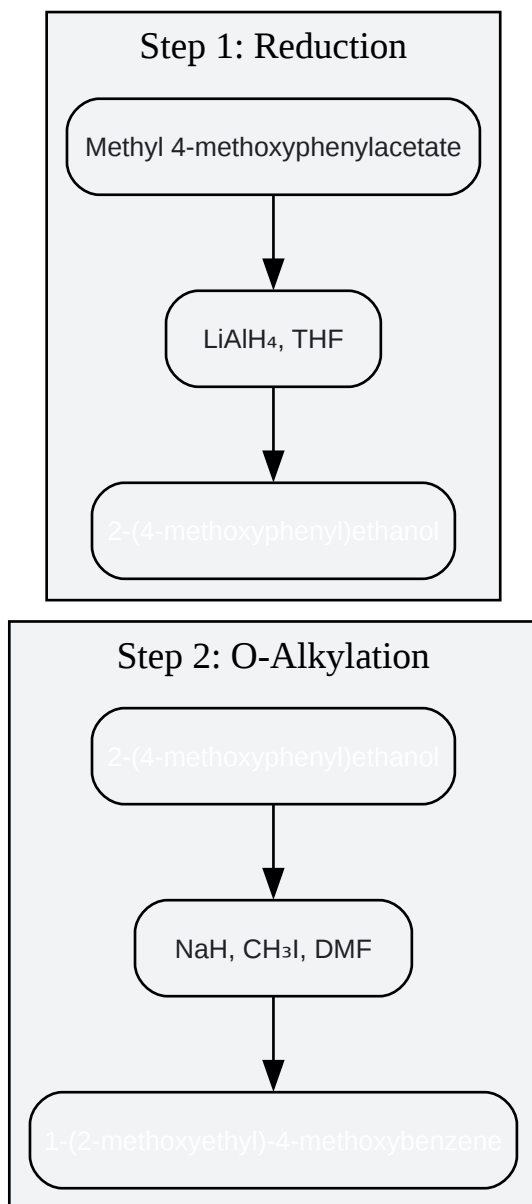 Step 1: Reduction
Methyl 4-methoxyphenylacetate
LiAlH₄, THF
2-(4-methoxyphenyl)ethanol
Step 2: O-Alkylation
2-(4-methoxyphenyl)ethanol
NaH, CH₃I, DMF
1-(2-methoxyethyl)-4-methoxybenzene